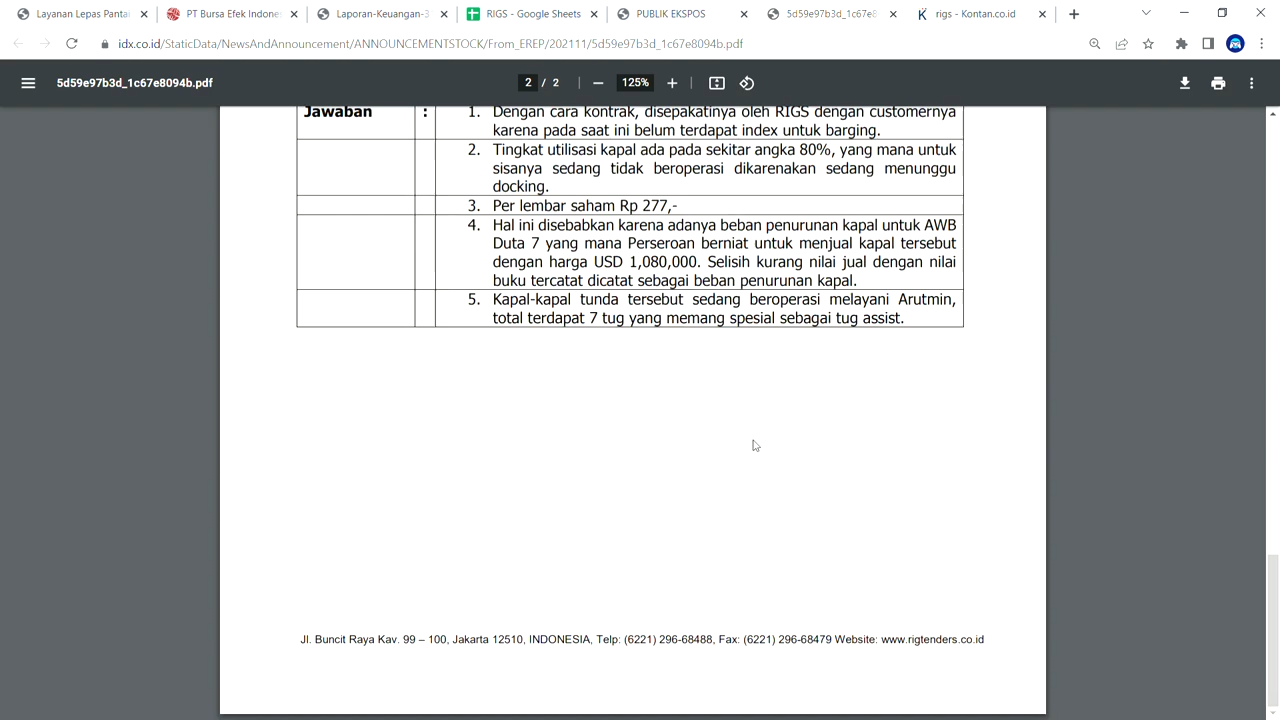 Layanan Lepas Pantai
PT Bursa Efek Indones
Laporan-Keuangan-3
RIGS - Google Sheets
PUBLIK EKSPOS
5d59e97b3d_1c67e8
rigs - Kontan.co.id
idx.co.id/StaticData/NewsAndAnnouncement/ANNOUNCEMENTSTOCK/From_EREP/202111/5d59e97b3d_1c67e8094b.pdf
5d59e97b3d_1c67e8094b.pdf
2 / 2
125%
Jawaban : 1. Dengan cara kontrak, disepakatinya oleh RIGS dengan customernya
karena pada saat ini belum terdapat index untuk barging.
2. Tingkat utilisasi kapal ada pada sekitar angka 80%, yang mana untuk
sisanya sedang tidak beroperasi dikarenakan sedang menunggu
docking.
3. Per lembar saham Rp 277,-
4. Hal ini disebabkan karena adanya beban penurunan kapal untuk AWB
Duta 7 yang mana Perseroan berniat untuk menjual kapal tersebut
dengan harga USD 1,080,000. Selisih kurang nilai jual dengan nilai
buku tercatat dicatat sebagai beban penurunan kapal.
5. Kapal-kapal tunda tersebut sedang beroperasi melayani Arutmin,
total terdapat 7 tug yang memang spesial sebagai tug assist.
Jl. Buncit Raya Kav. 99 – 100, Jakarta 12510, INDONESIA, Telp: (6221) 296-68488, Fax: (6221) 296-68479 Website: www.rigtenders.co.id